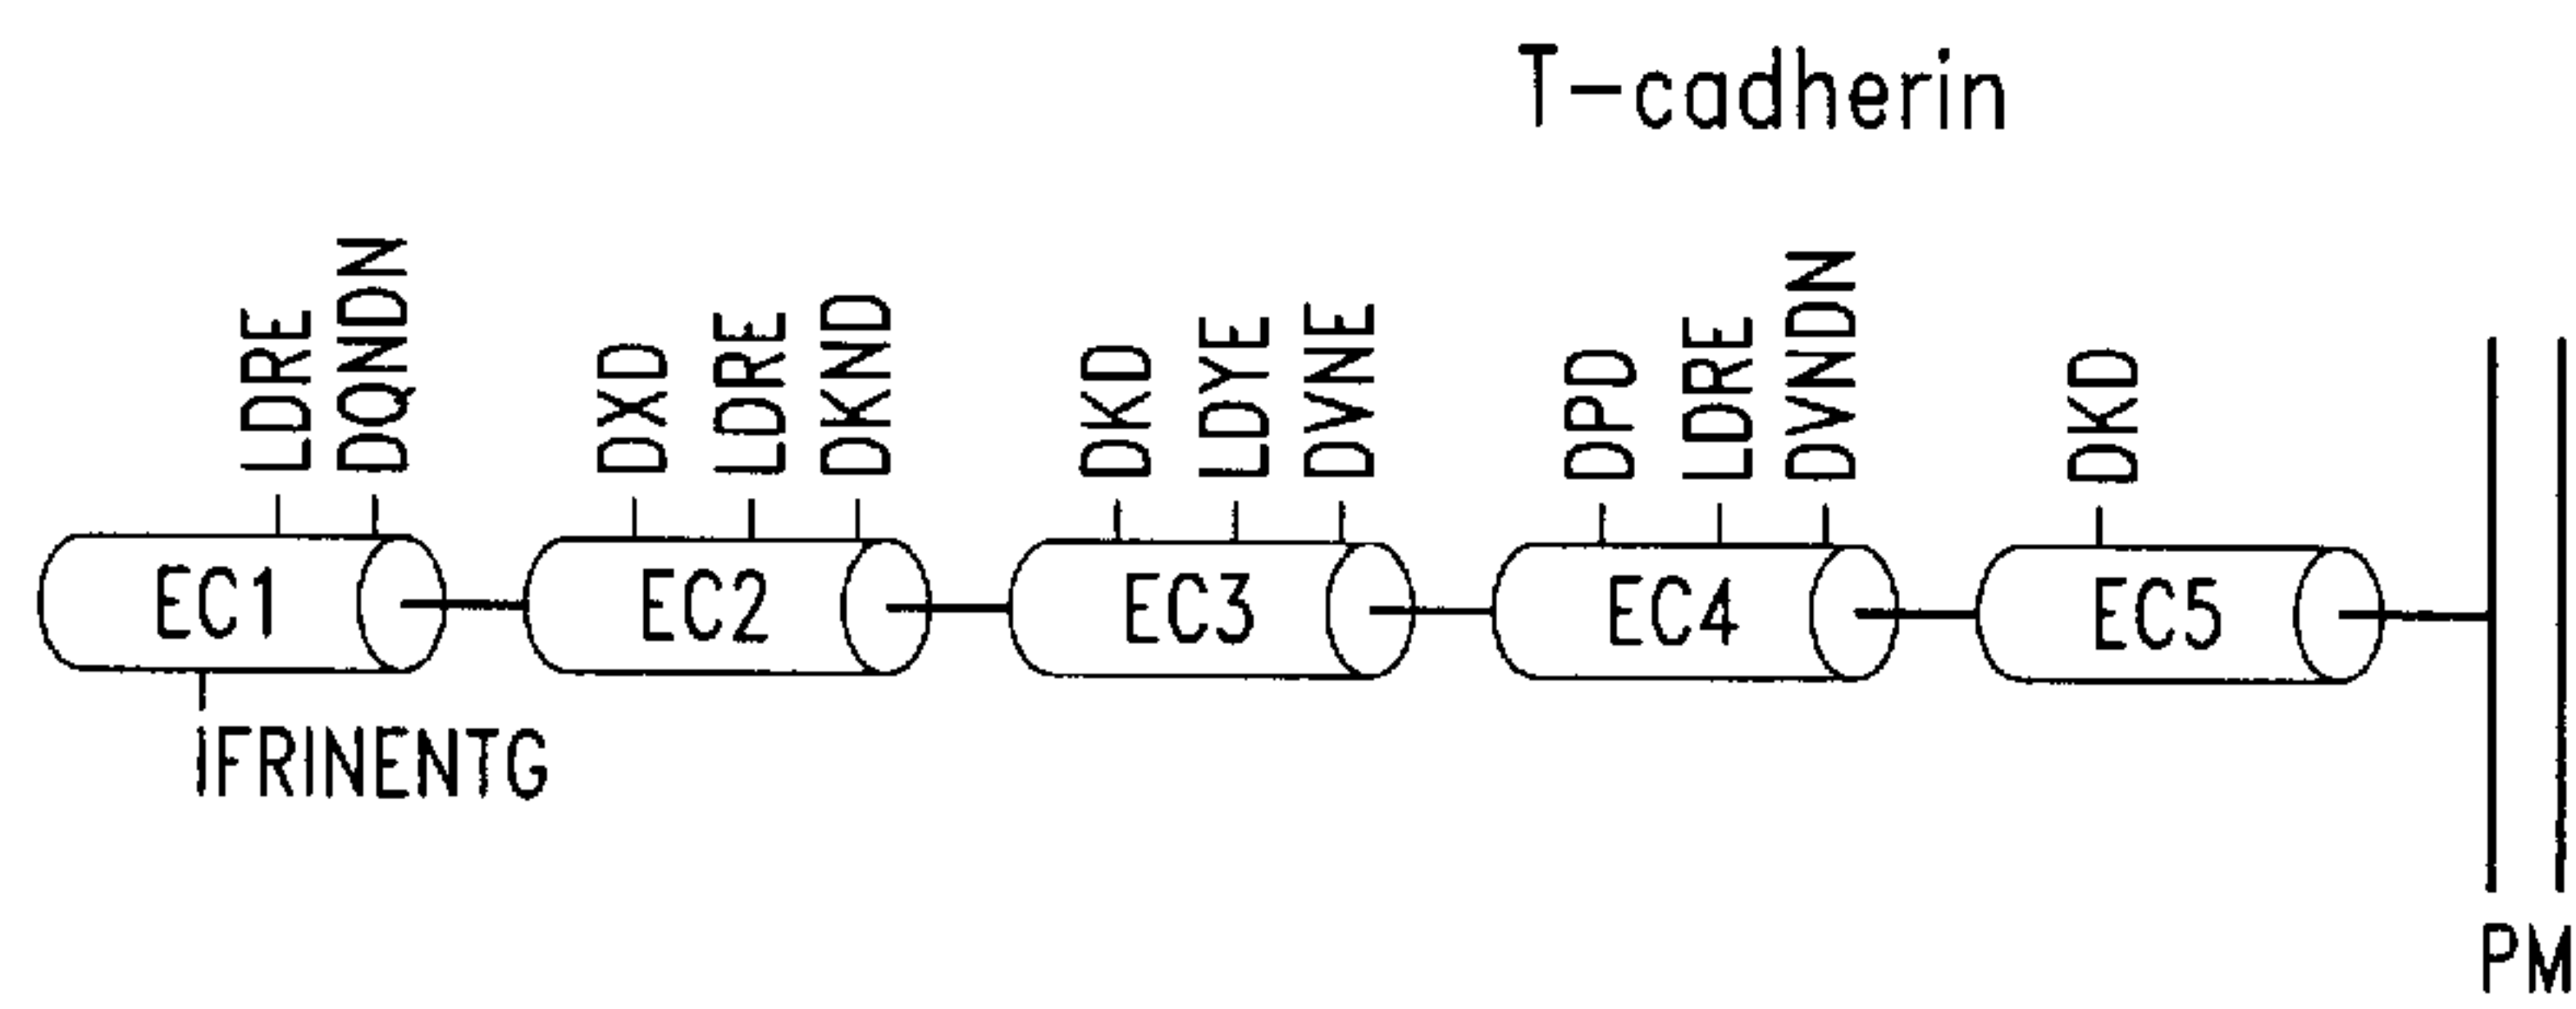 T-cadherin
LDRE
DQNDN
DXD
LDRE
DKND
DKD
LDYE
DVNE
DPD
LDRE
DVNDN
DKD
EC1
EC2
EC3
EC4
EC5
IFRINENTG
PM